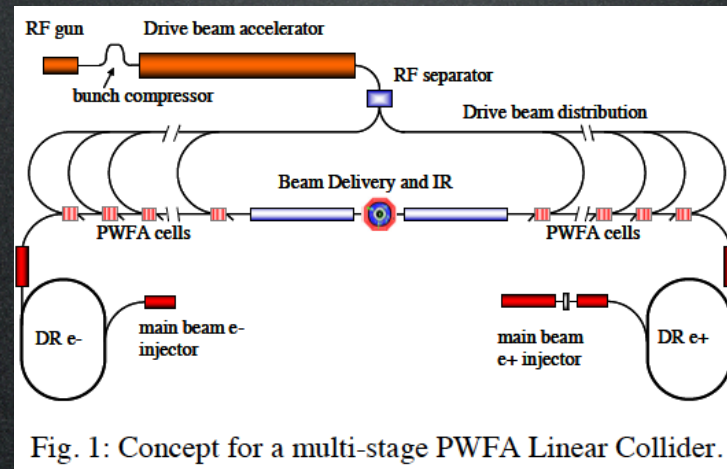 RF gun
Drive beam accelerator
bunch compressor
RF separator
Drive beam distribution
Beam Delivery and IR
PWFA cells
PWFA cells
DR e-
main beam e-
injector
main beam
e+ injector
DR e+
Fig. 1: Concept for a multi-stage PWFA Linear Collider.